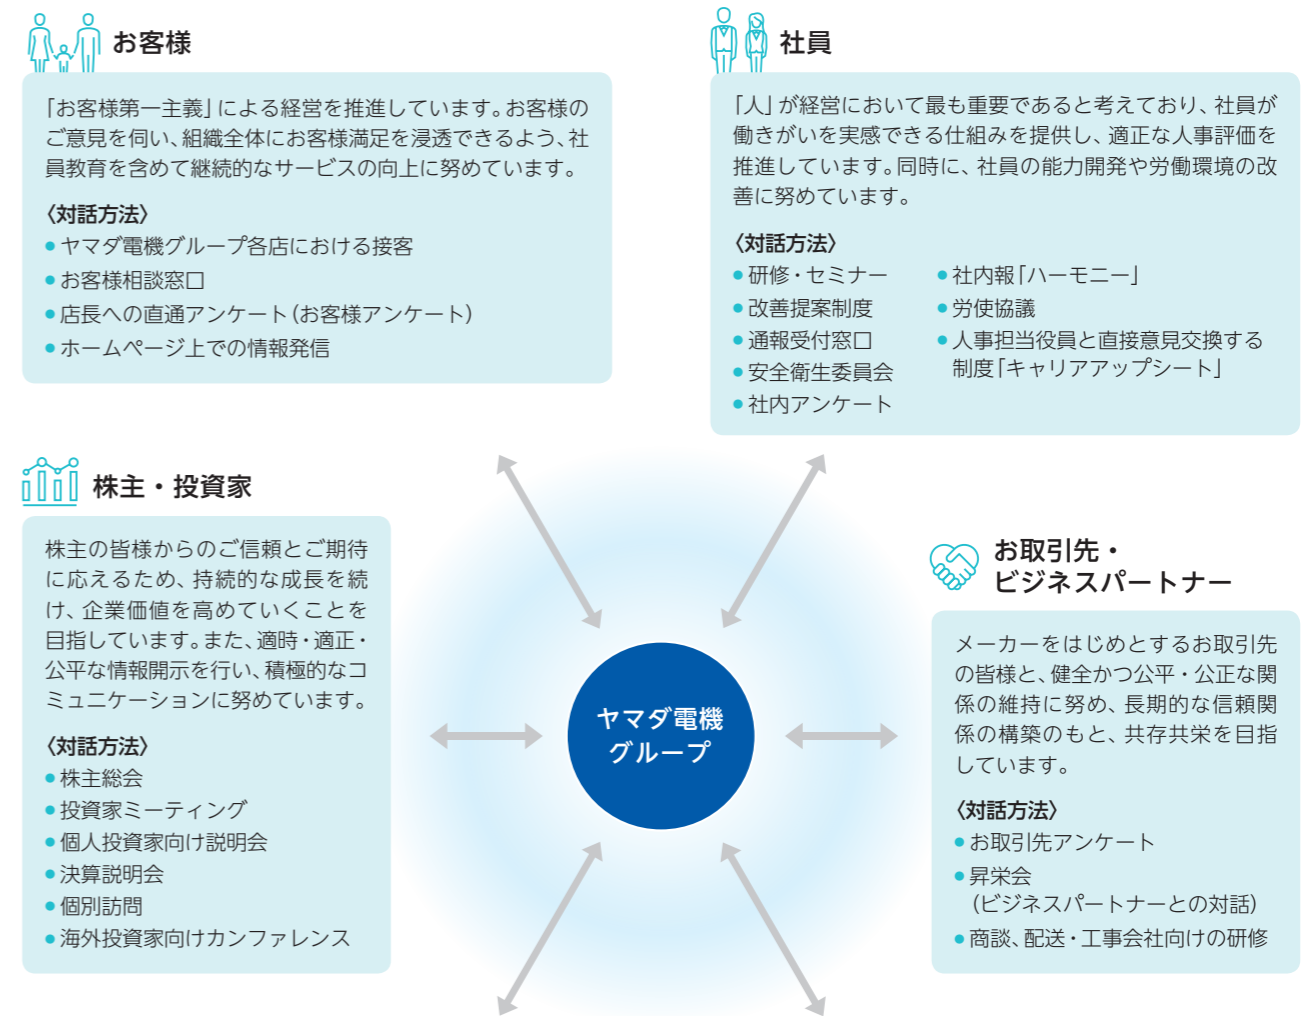 お客様
「お客様第一主義」による経営を推進しています。お客様の
ご意見を伺い、組織全体にお客様満足を浸透できるよう、社
員教育を含めて継続的なサービスの向上に努めています。
〈対話方法〉
● ヤマダ電機グループ各店における接客
● お客様相談窓口
● 店長への直通アンケート（お客様アンケート）
● ホームページ上での情報発信
社員
「人」が経営において最も重要であると考えており、社員が
働きがいを実感できる仕組みを提供し、適正な人事評価を
推進しています。同時に、社員の能力開発や労働環境の改
善に努めています。
〈対話方法〉
● 研修・セミナー
● 改善提案制度
● 通報受付窓口
● 安全衛生委員会
● 社内アンケート
● 社内報「ハーモニー」
● 労使協議
● 人事担当役員と直接意見交換する
制度「キャリアアップシート」
株主・投資家
株主の皆様からのご信頼とご期待
に応えるため、持続的な成長を続
け、企業価値を高めていくことを
目指しています。また、適時・適正・
公平な情報開示を行い、積極的なコ
ミュニケーションに努めています。
〈対話方法〉
● 株主総会
● 投資家ミーティング
● 個人投資家向け説明会
● 決算説明会
● 個別訪問
● 海外投資家向けカンファレンス
ヤマダ電機
グループ
お取引先・
ビジネスパートナー
メーカーをはじめとするお取引先
の皆様と、健全かつ公平・公正な関
係の維持に努め、長期的な信頼関
係の構築のもと、共存共栄を目指
しています。
〈対話方法〉
● お取引先アンケート
● 昇栄会
（ビジネスパートナーとの対話）
● 商談、配送・工事会社向けの研修